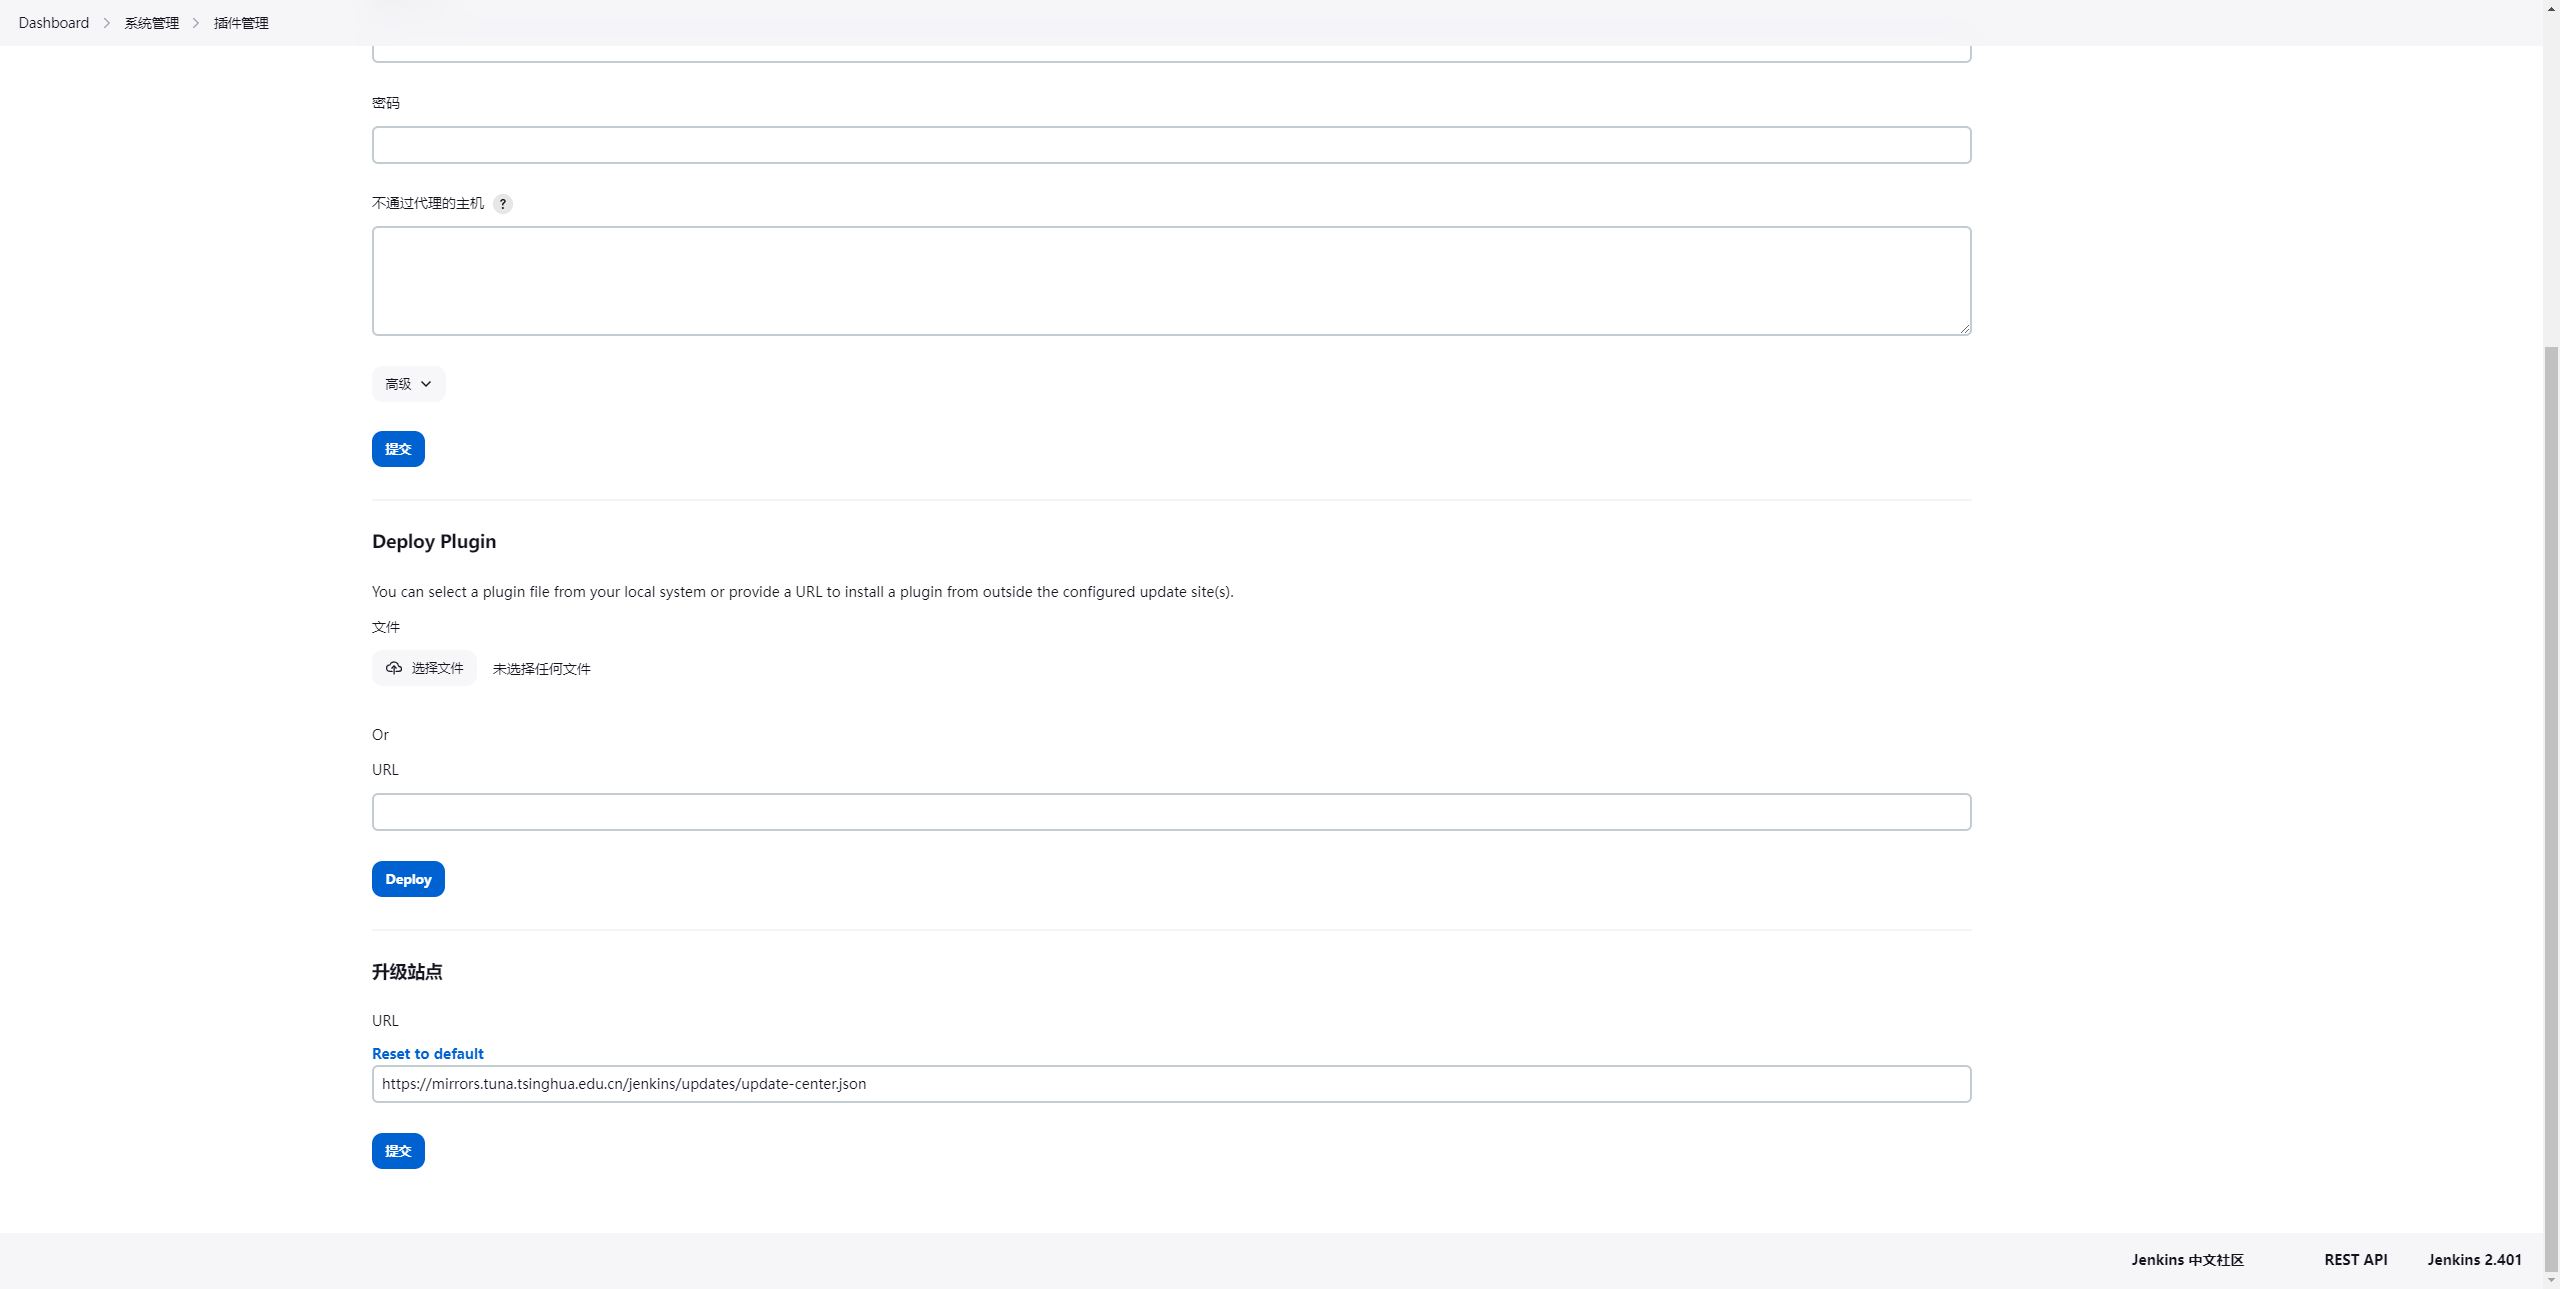 Dashboard > 系统管理 > 插件管理
密码
不通过代理的主机 ?
高级
提交
Deploy Plugin
You can select a plugin file from your local system or provide a URL to install a plugin from outside the configured update site(s).
文件
选择文件 未选择任何文件
Or
URL
Deploy
升级站点
URL
Reset to default
https://mirrors.tuna.tsinghua.edu.cn/jenkins/updates/update-center.json
提交
Jenkins 中文社区 REST API Jenkins 2.401